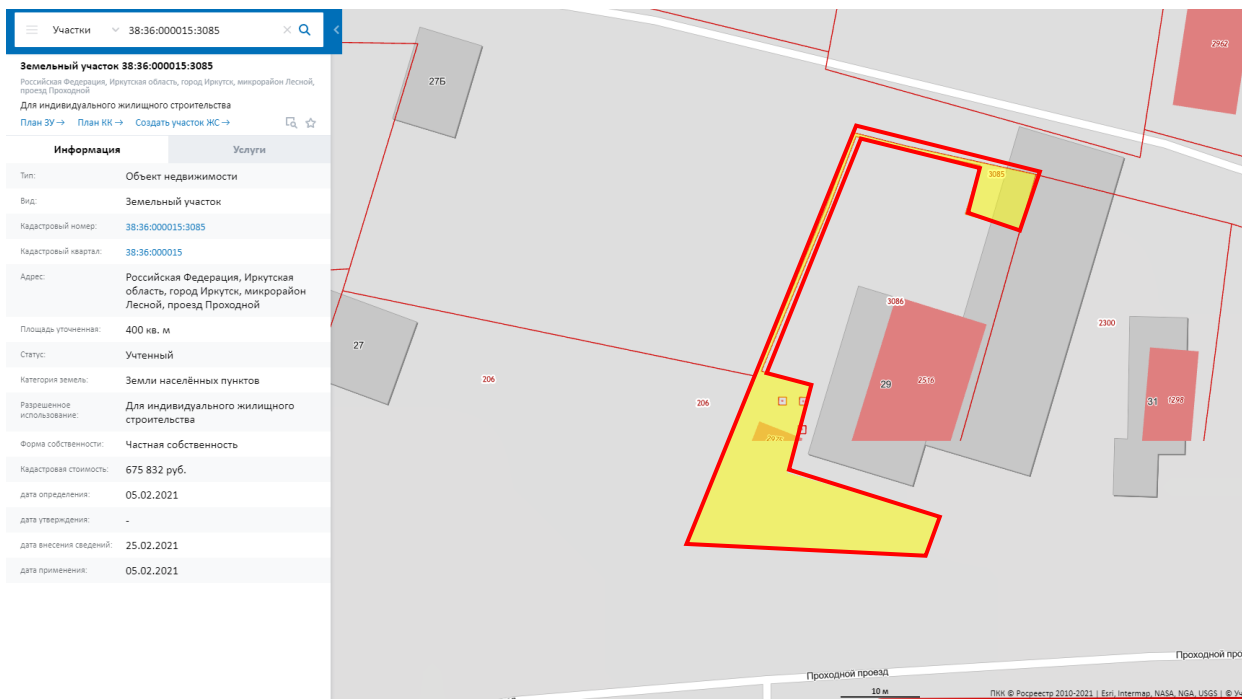 Участки
38:36:000015:3085
Земельный участок 38:36:000015:3085
Российская Федерация, Иркутская область, город Иркутск, микрорайон Лесной,
проезд Проходной
Для индивидуального жилищного строительства
План ЗУ → План КК → Создать участок ЖС →
Информация
Услуги
Тип: Объект недвижимости
Вид: Земельный участок
Кадастровый номер: 38:36:000015:3085
Кадастровый квартал: 38:36:000015
Адрес: Российская Федерация, Иркутская
область, город Иркутск, микрорайон
Лесной, проезд Проходной
Площадь уточненная: 400 кв. м
Статус: Учтенный
Категория земель: Земли населённых пунктов
Разрешенное
использование:
Для индивидуального жилищного
строительства
Форма собственности: Частная собственность
Кадастровая стоимость: 675 832 руб.
дата определения: 05.02.2021
дата утверждения: -
дата внесения сведений: 25.02.2021
дата применения: 05.02.2021
2962
27Б
3085
3086
2300
27
206
206
29
2516
31
1298
Проходной про
Проходной проезд
10 м
ПКК © Росреестр 2010-2021 | Esri, Intermap, NASA, NGA, USGS | © У